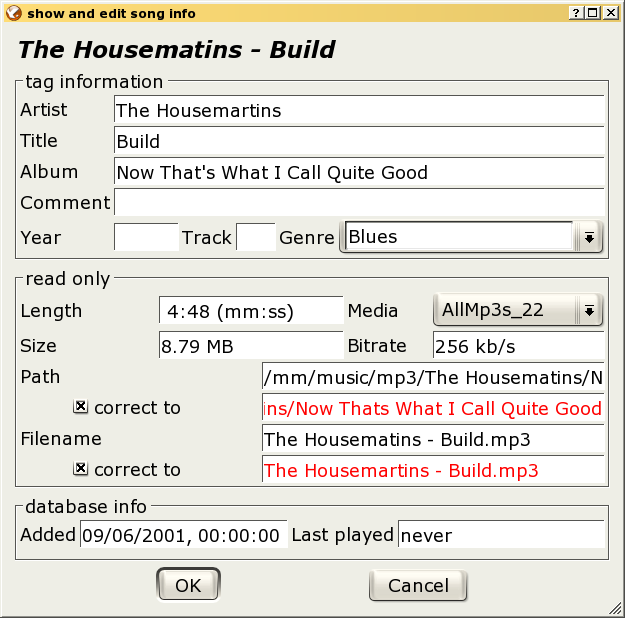 show and edit song info
The Housematins - Build
tag information
Artist The Housemartins
Title Build
Album Now That's What I Call Quite Good
Comment
Year Track Genre Blues
read only
Length 4:48 (mm:ss) Media AllMp3s_22
Size 8.79 MB Bitrate 256 kb/s
Path /mm/music/mp3/The Housematins/N
correct to ins/Now Thats What I Call Quite Good
Filename The Housematins - Build.mp3
correct to The Housemartins - Build.mp3
database info
Added 09/06/2001, 00:00:00 Last played never
OK Cancel